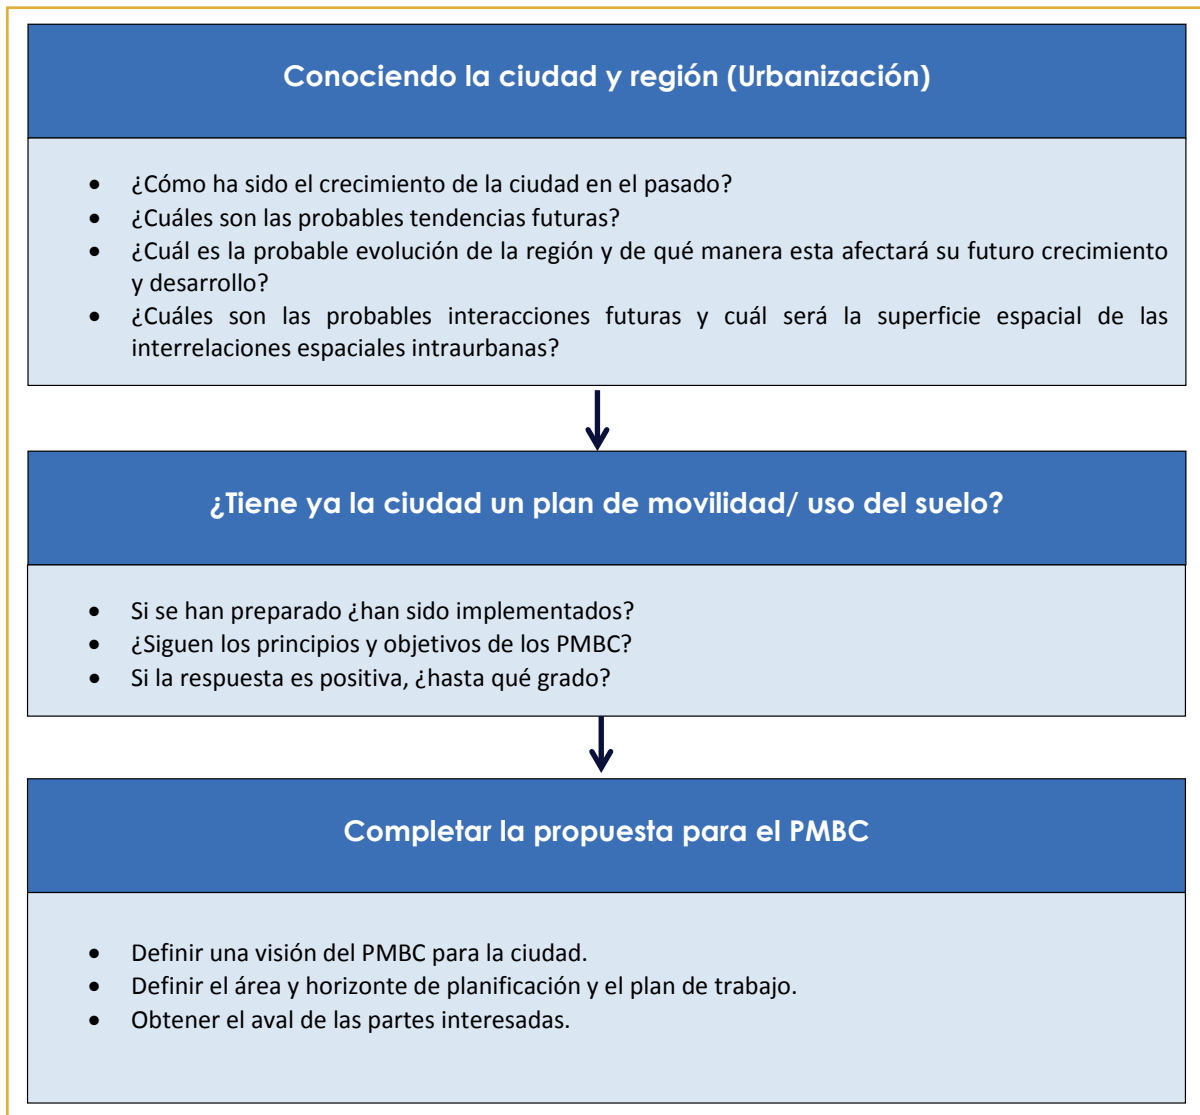 Conociendo la ciudad y región (Urbanización)
• ¿Cómo ha sido el crecimiento de la ciudad en el pasado?
• ¿Cuáles son las probables tendencias futuras?
• ¿Cuál es la probable evolución de la región y de qué manera esta afectará su futuro crecimiento
y desarrollo?
• ¿Cuáles son las probables interacciones futuras y cuál será la superficie espacial de las
interrelaciones espaciales intraurbanas?
¿Tiene ya la ciudad un plan de movilidad/ uso del suelo?
• Si se han preparado ¿han sido implementados?
• ¿Siguen los principios y objetivos de los PMBC?
• Si la respuesta es positiva, ¿hasta qué grado?
Completar la propuesta para el PMBC
• Definir una visión del PMBC para la ciudad.
• Definir el área y horizonte de planificación y el plan de trabajo.
• Obtener el aval de las partes interesadas.